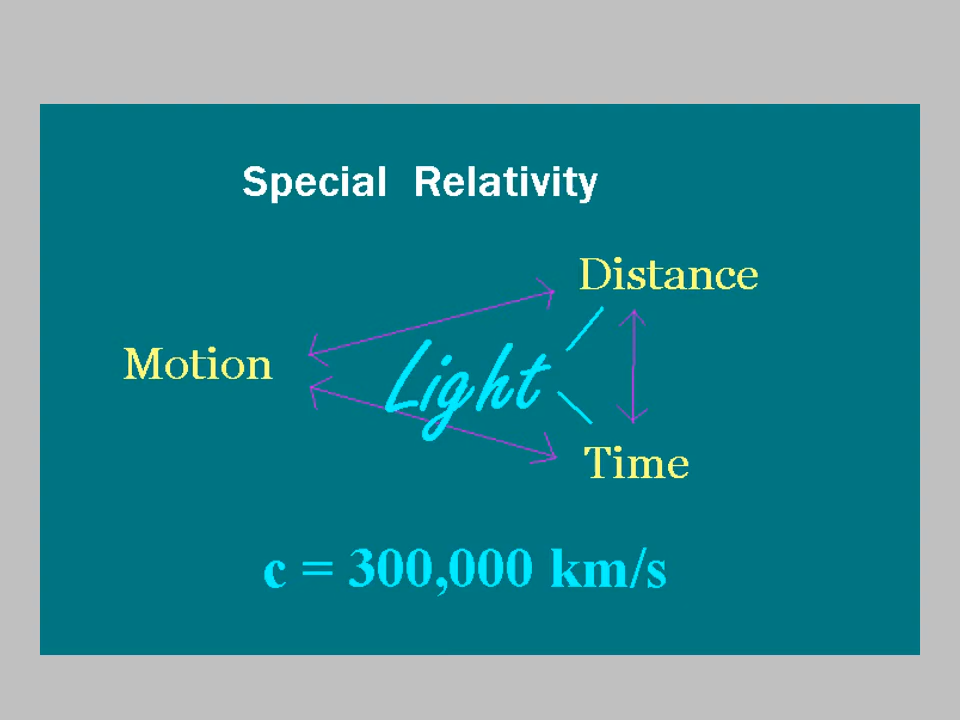 Special Relativity
Distance
Motion
Light
Time
c = 300,000 km/s